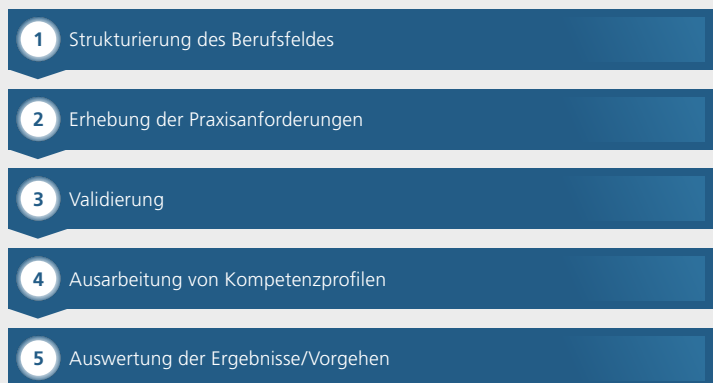 1 Strukturierung des Berufsfeldes
2 Erhebung der Praxisanforderungen
3 Validierung
4 Ausarbeitung von Kompetenzprofilen
5 Auswertung der Ergebnisse/Vorgehen